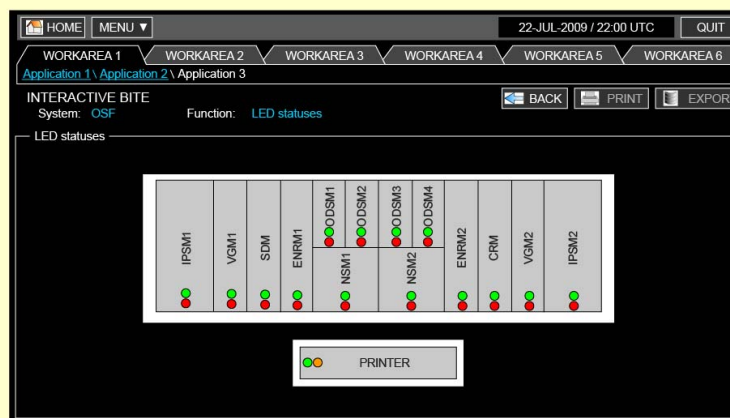 HOME MENU ▼ 22-JUL-2009 / 22:00 UTC QUIT
WORKAREA 1 WORKAREA 2 WORKAREA 3 WORKAREA 4 WORKAREA 5 WORKAREA 6
Application 1 \ Application 2 \ Application 3
INTERACTIVE BITE BACK PRINT EXPOR
System: OSF Function: LED statuses
LED statuses
IPSM1 VGM1 SDM ENRM1 ODSM1 ODSM2 ODSM3 ODSM4 ENRM2 CRM VGM2 IPSM2
NSM1 NSM2
PRINTER